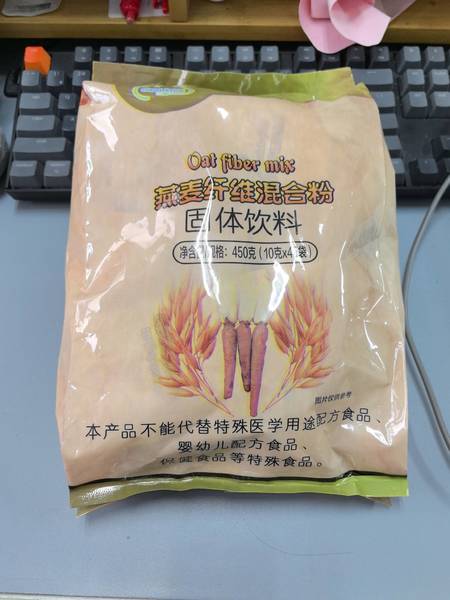 Oat fiber mix
燕麦纤维混合粉
固体饮料
450克(10克x4
图片仅供参考
本产品不能代替特殊医学用途配方食品、
婴幼儿配方食品、
保健食品等特殊食品。